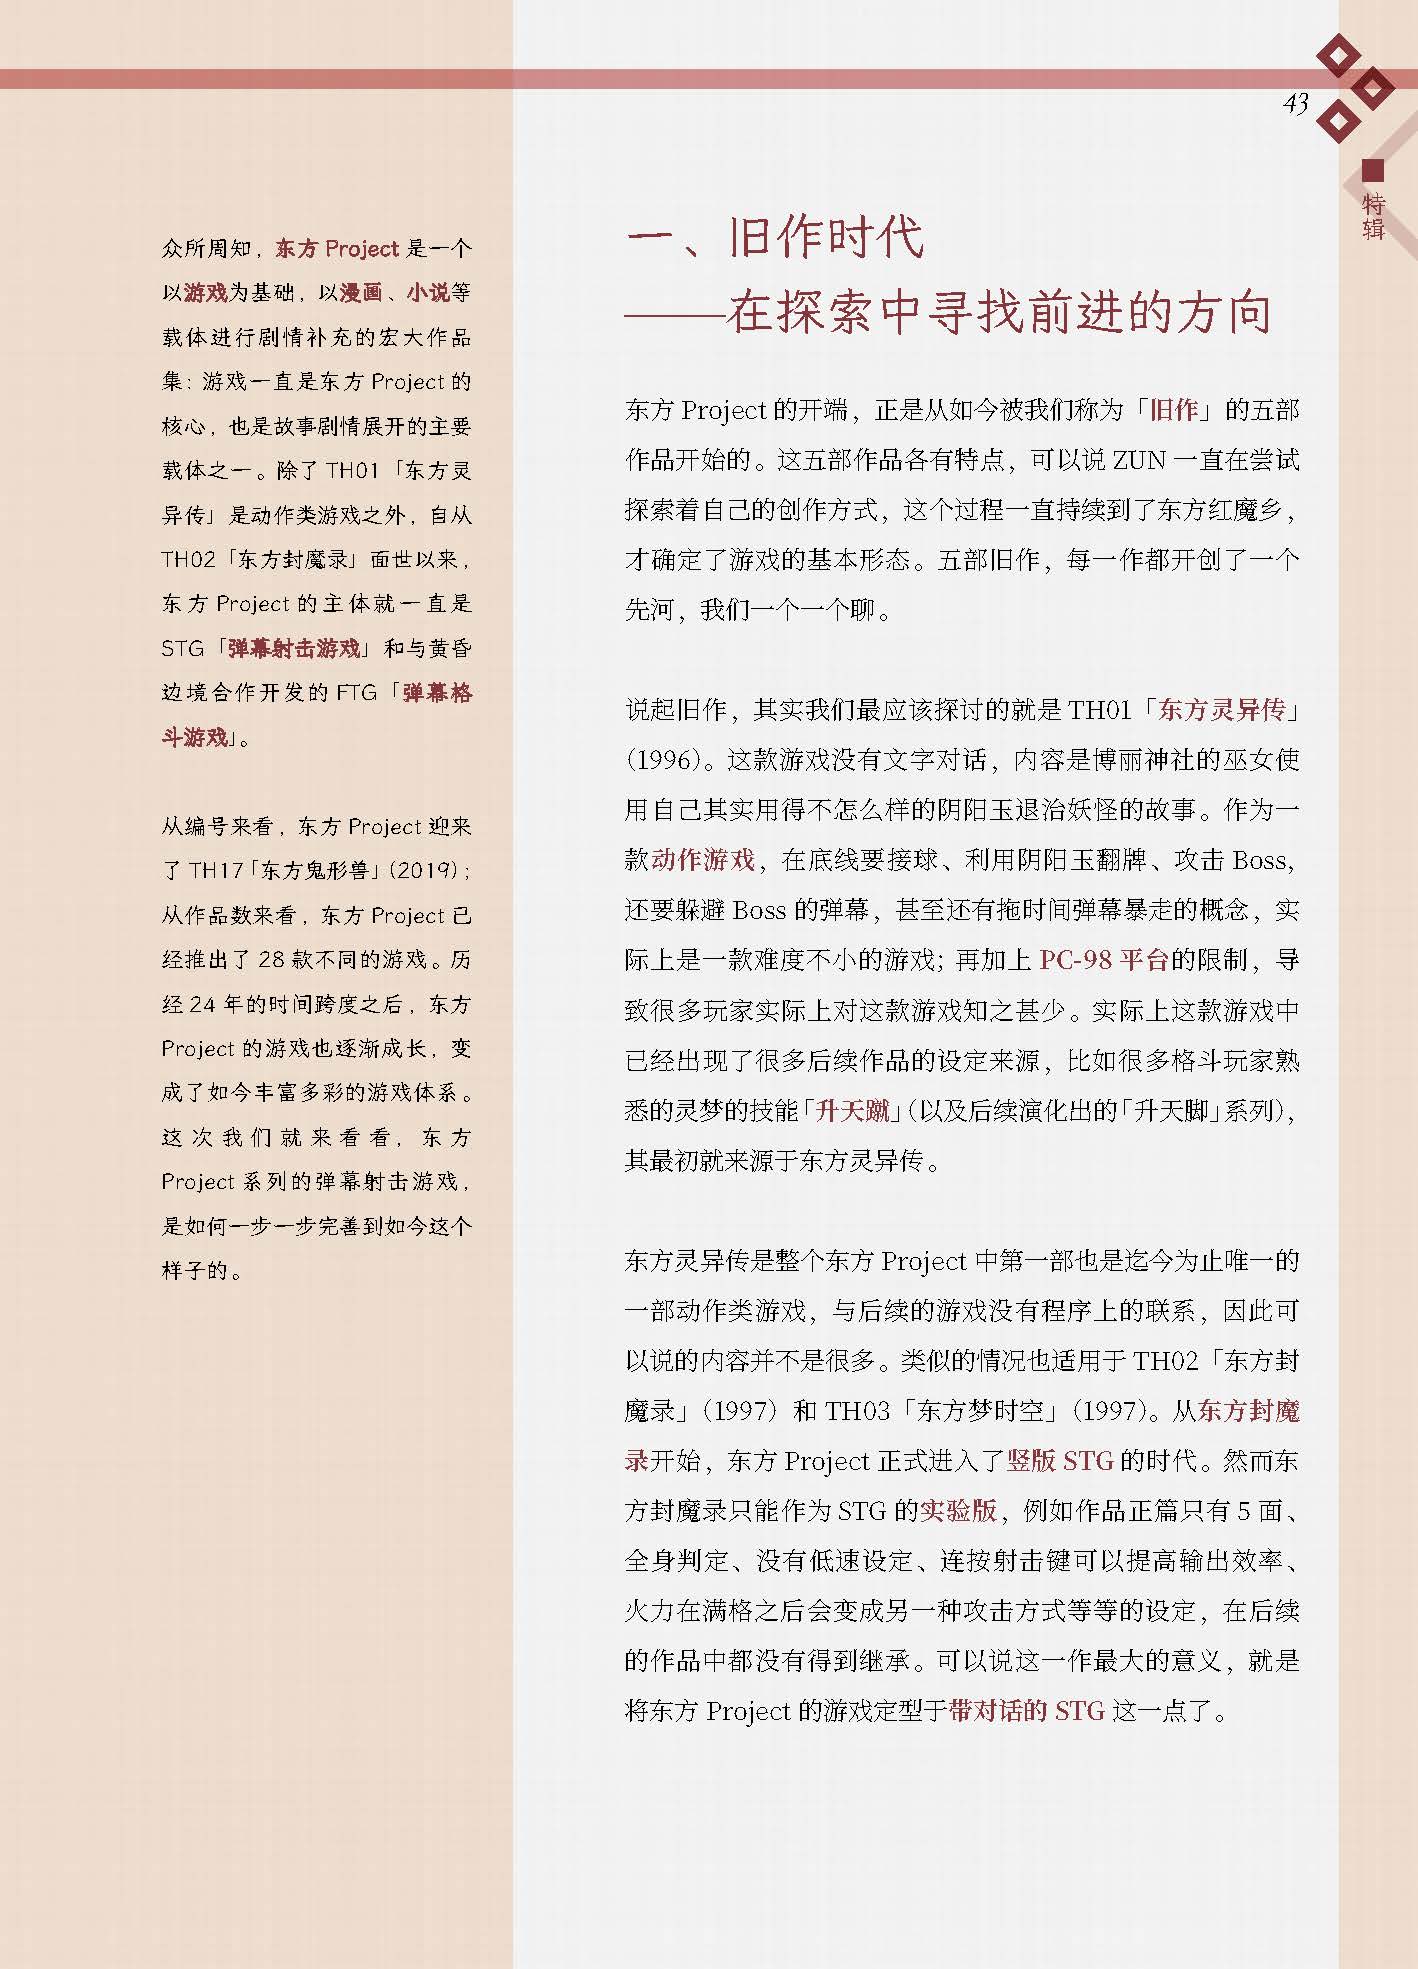 43
特辑
众所周知，东方 Project 是一个
以游戏为基础，以漫画、小说等
载体进行剧情补充的宏大作品
集；游戏一直是东方 Project 的
核心，也是故事剧情展开的主要
载体之一。除了 TH01「东方灵
异传」是动作类游戏之外，自从
TH02「东方封魔录」面世以来，
东方 Project 的主体就一直是
STG「弹幕射击游戏」和与黄昏
边境合作开发的 FTG「弹幕格
斗游戏」。
从编号来看，东方 Project 迎来
了 TH17「东方鬼形兽」（2019）；
从作品数来看，东方 Project 已
经推出了 28 款不同的游戏。历
经 24 年的时间跨度之后，东方
Project 的游戏也逐渐成长，变
成了如今丰富多彩的游戏体系。
这次我们就来看看，东方
Project 系列的弹幕射击游戏，
是如何一步一步完善到如今这个
样子的。
一、旧作时代
——在探索中寻找前进的方向
东方 Project 的开端，正是从如今被我们称为「旧作」的五部
作品开始的。这五部作品各有特点，可以说 ZUN 一直在尝试
探索着自己的创作方式，这个过程一直持续到了东方红魔乡，
才确定了游戏的基本形态。五部旧作，每一作都开创了一个
先河，我们一个一个聊。
说起旧作，其实我们最应该探讨的就是 TH01「东方灵异传」
（1996）。这款游戏没有文字对话，内容是博丽神社的巫女使
用自己其实用得不怎么样的阴阳玉退治妖怪的故事。作为一
款动作游戏，在底线要接球、利用阴阳玉翻牌、攻击 Boss，
还要躲避 Boss 的弹幕，甚至还有拖时间弹幕暴走的概念，实
际上是一款难度不小的游戏；再加上 PC-98 平台的限制，导
致很多玩家实际上对这款游戏知之甚少。实际上这款游戏中
已经出现了很多后续作品的设定来源，比如很多格斗玩家熟
悉的灵梦的技能「升天蹴」（以及后续演化出的「升天脚」系列），
其最初就来源于东方灵异传。
东方灵异传是整个东方 Project 中第一部也是迄今为止唯一的
一部动作类游戏，与后续的游戏没有程序上的联系，因此可
以说的内容并不是很多。类似的情况也适用于 TH02「东方封
魔录」（1997）和 TH03「东方梦时空」（1997）。从东方封魔
录开始，东方 Project 正式进入了竖版 STG 的时代。然而东
方封魔录只能作为 STG 的实验版，例如作品正篇只有 5 面、
全身判定、没有低速设定、连按射击键可以提高输出效率、
火力在满格之后会变成另一种攻击方式等等的设定，在后续
的作品中都没有得到继承。可以说这一作最大的意义，就是
将东方 Project 的游戏定型于带对话的 STG 这一点了。